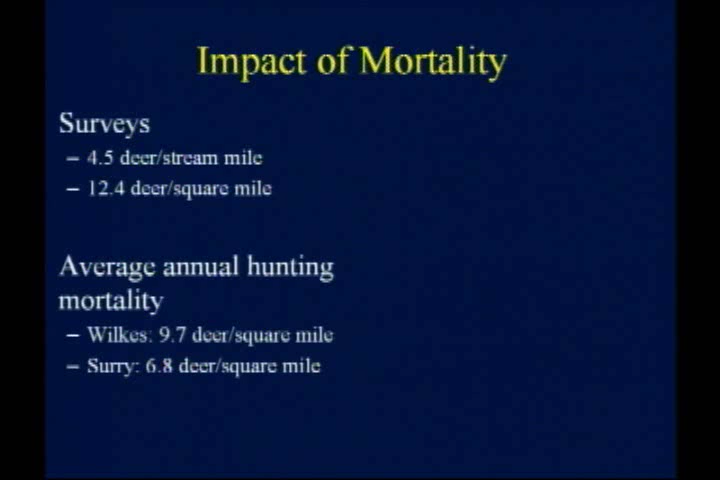 Impact of Mortality
Surveys
– 4.5 deer/stream mile
– 12.4 deer/square mile
Average annual hunting
mortality
– Wilkes: 9.7 deer/square mile
– Surry: 6.8 deer/square mile